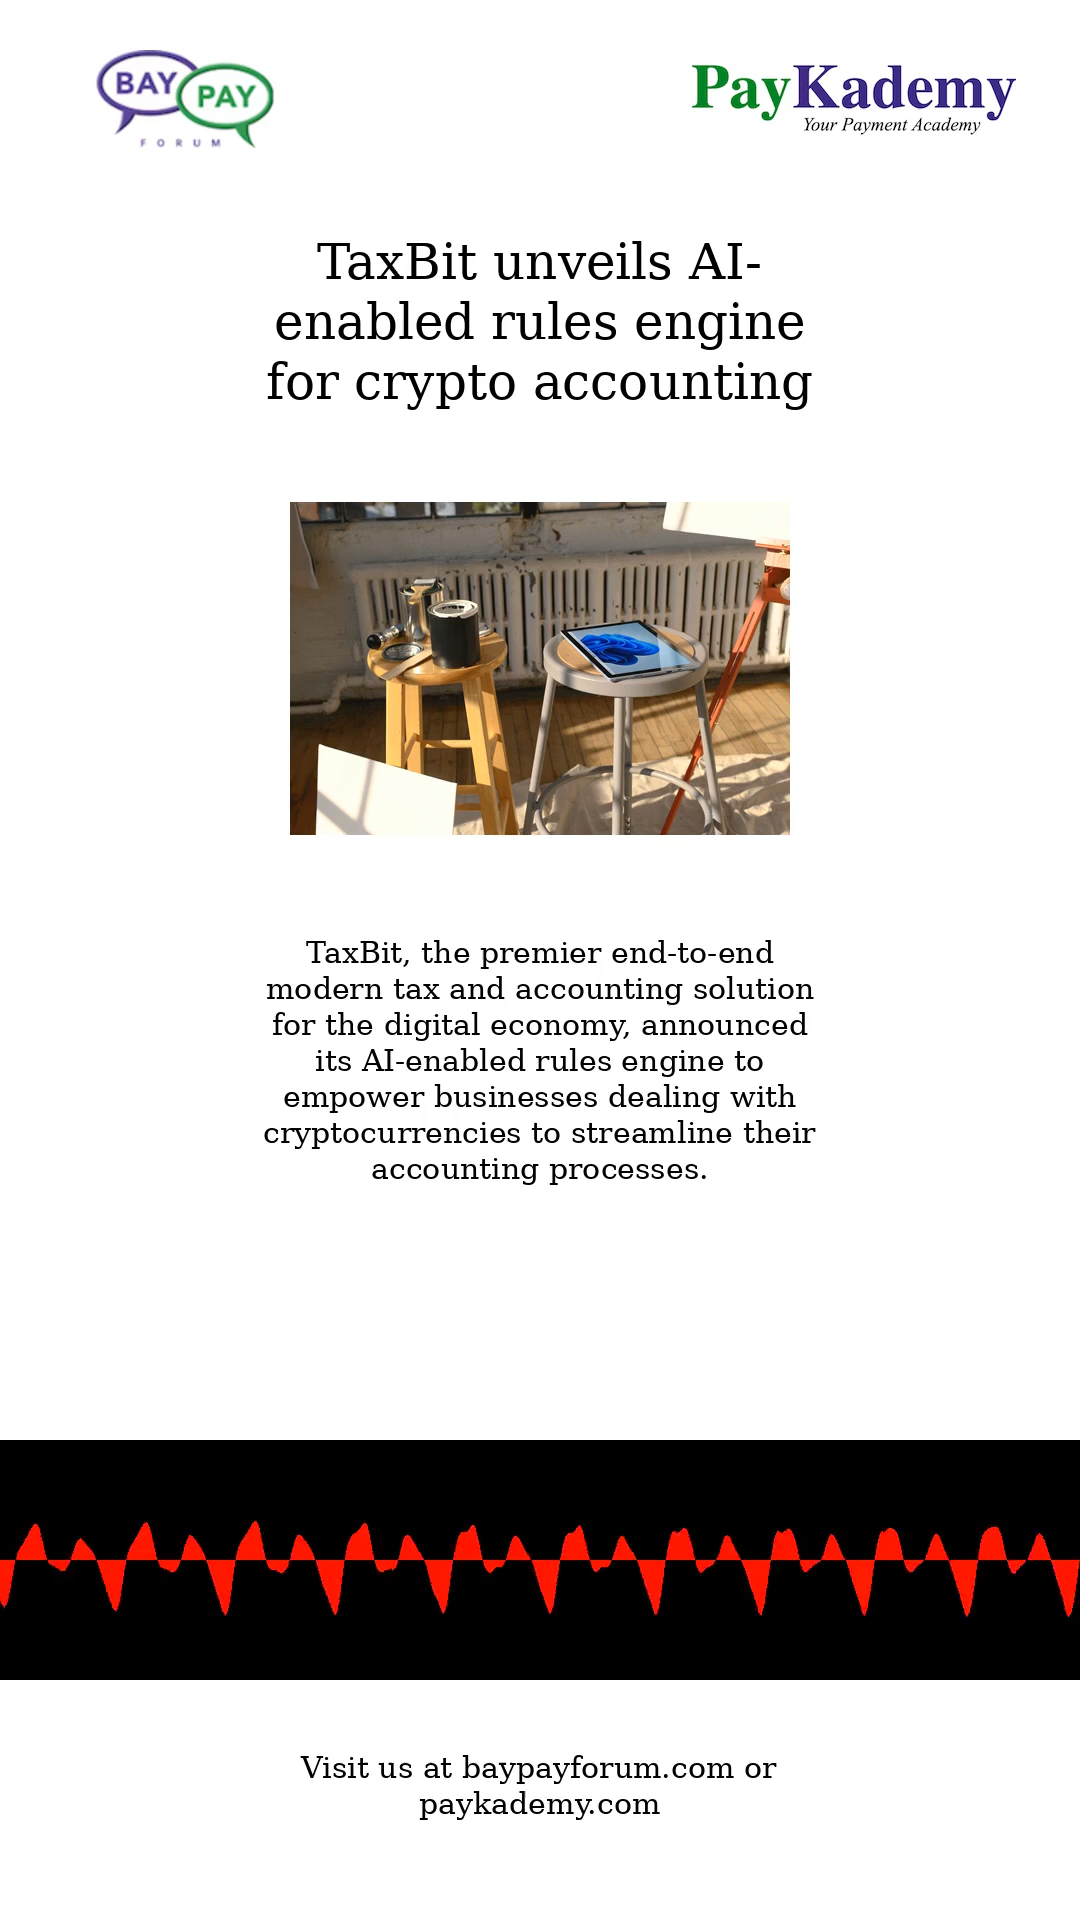 BAY PAY
FORUM
PayKademy
Your Payment Academy
TaxBit unveils AI-
enabled rules engine
for crypto accounting
TaxBit, the premier end-to-end
modern tax and accounting solution
for the digital economy, announced
its AI-enabled rules engine to
empower businesses dealing with
cryptocurrencies to streamline their
accounting processes.
Visit us at baypayforum.com or
paykademy.com